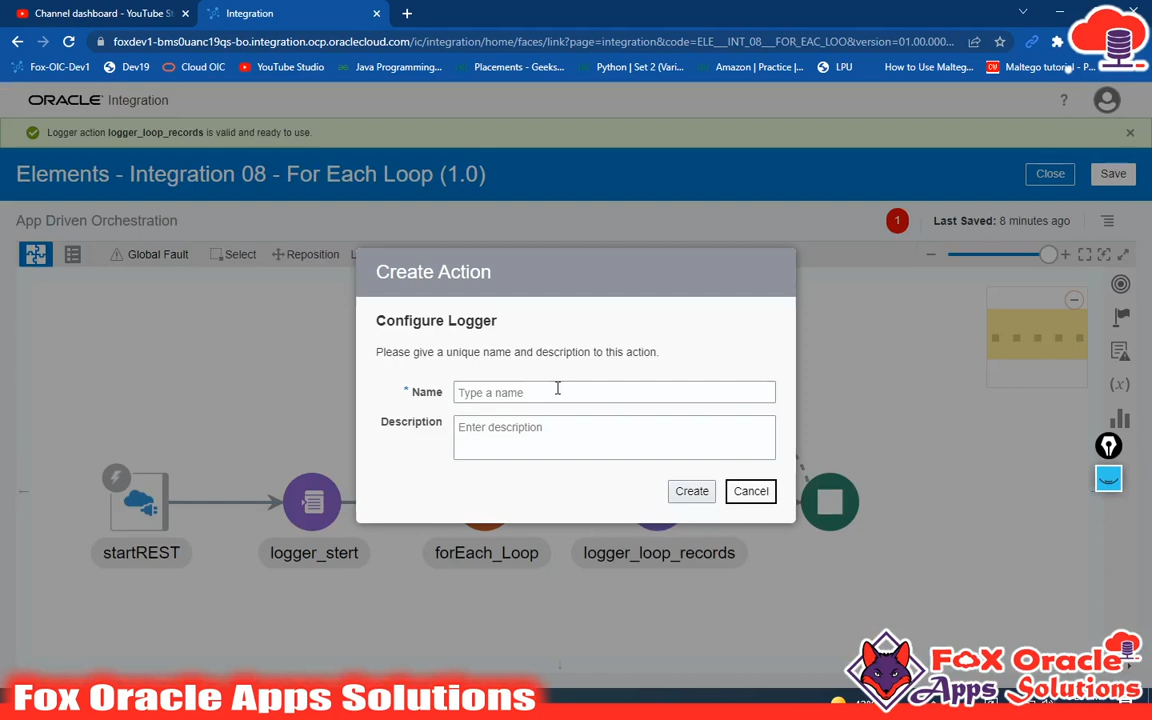 Channel dashboard - YouTube St
Integration
foxdev1-bms0uanc19qs-bo.integration.ocp.oraclecloud.com/ic/integration/home/faces/link?page=integration&code=ELE__INT_08__FOR_EAC_LOO&version=01.00.000...
Fox-OIC-Dev1
Dev19
Cloud OIC
YouTube Studio
Java Programming...
Placements - Geeks...
Python | Set 2 (Vari...
Amazon | Practice |...
LPU
How to Use Malteg...
Maltego tutori
ORACLE Integration
?
Logger action logger_loop_records is valid and ready to use.
Elements - Integration 08 - For Each Loop (1.0)
Close
Save
App Driven Orchestration
1
Last Saved: 8 minutes ago
Global Fault
Select
Reposition
L
Create Action
Configure Logger
Please give a unique name and description to this action.
* Name
Type a name
Description
Enter description
Create
Cancel
(x)
startREST
logger_stert
forEach_Loop
logger_loop_records
Fox Oracle Apps Solutions
FOX Oracle
Apps Solutions